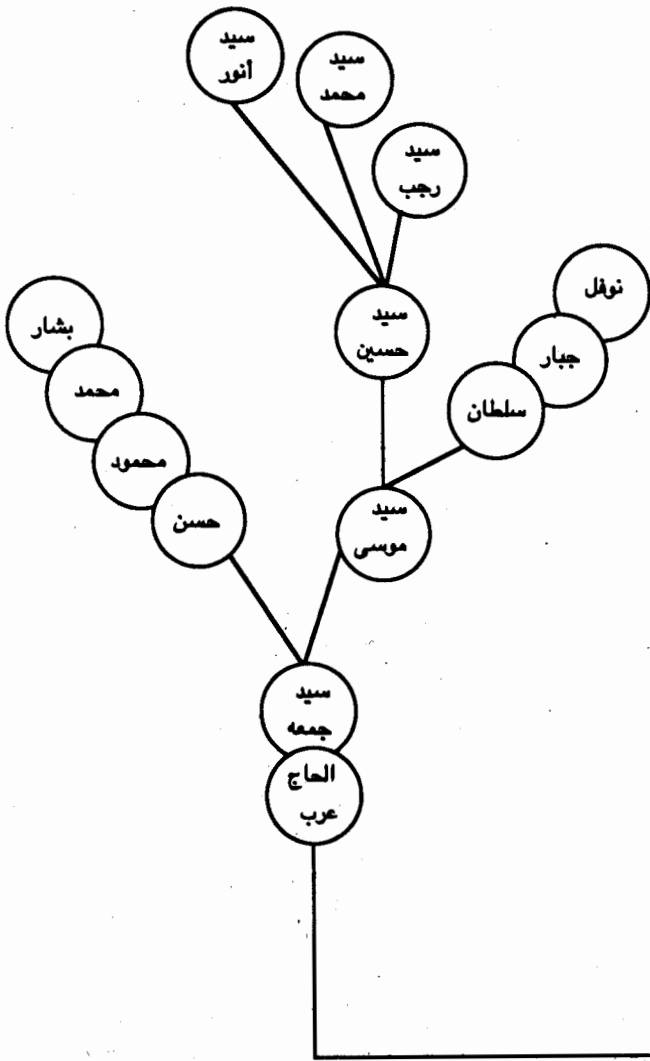 سيد
أنور
سيد
محمد
سيد
رجب
نوفل
جبار
سلطان
سيد
حسين
بشار
محمد
محمود
حسن
سيد
موسى
سيد
جمعه
الحاج
عرب